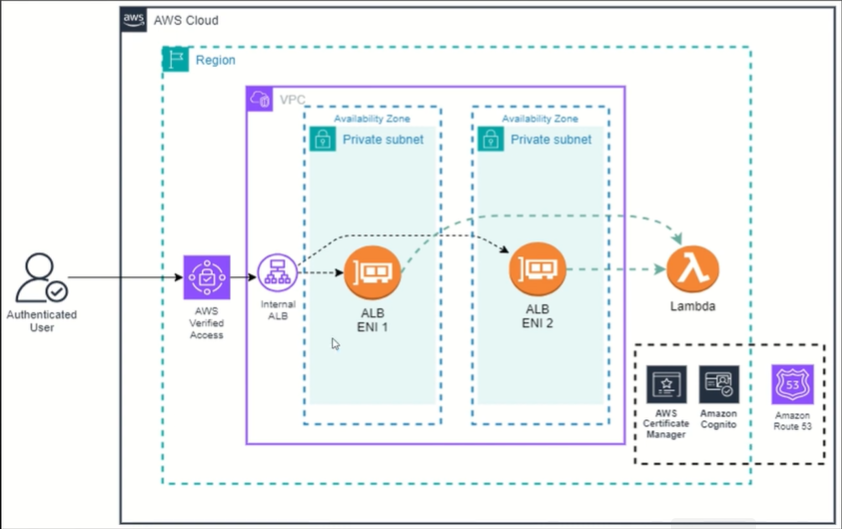 aws
AWS Cloud
Region
VPC
Availability Zone
Private subnet
Availability Zone
Private subnet
Authenticated
User
AWS
Verified
Access
Internal
ALB
ALB
ENI 1
ALB
ENI 2
Lambda
AWS
Certificate
Manager
Amazon
Cognito
53
Amazon
Route 53